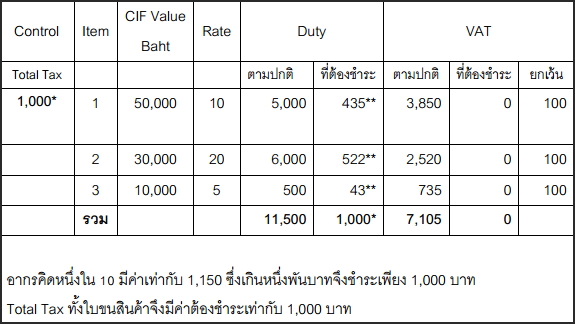 Control Item CIF Value Baht Rate Duty VAT
Total Tax ตามปกติ ที่ต้องชำระ ตามปกติ ที่ต้องชำระ ยกเว้น
1,000* 1 50,000 10 5,000 435** 3,850 0 100
2 30,000 20 6,000 522** 2,520 0 100
3 10,000 5 500 43** 735 0 100
รวม 11,500 1,000* 7,105 0
อากรคิดหนึ่งใน 10 มีค่าเท่ากับ 1,150 ซึ่งเกินหนึ่งพันบาทจึงชำระเพียง 1,000 บาท
Total Tax ทั้งใบขนสินค้าจึงมีค่าต้องชำระเท่ากับ 1,000 บาท